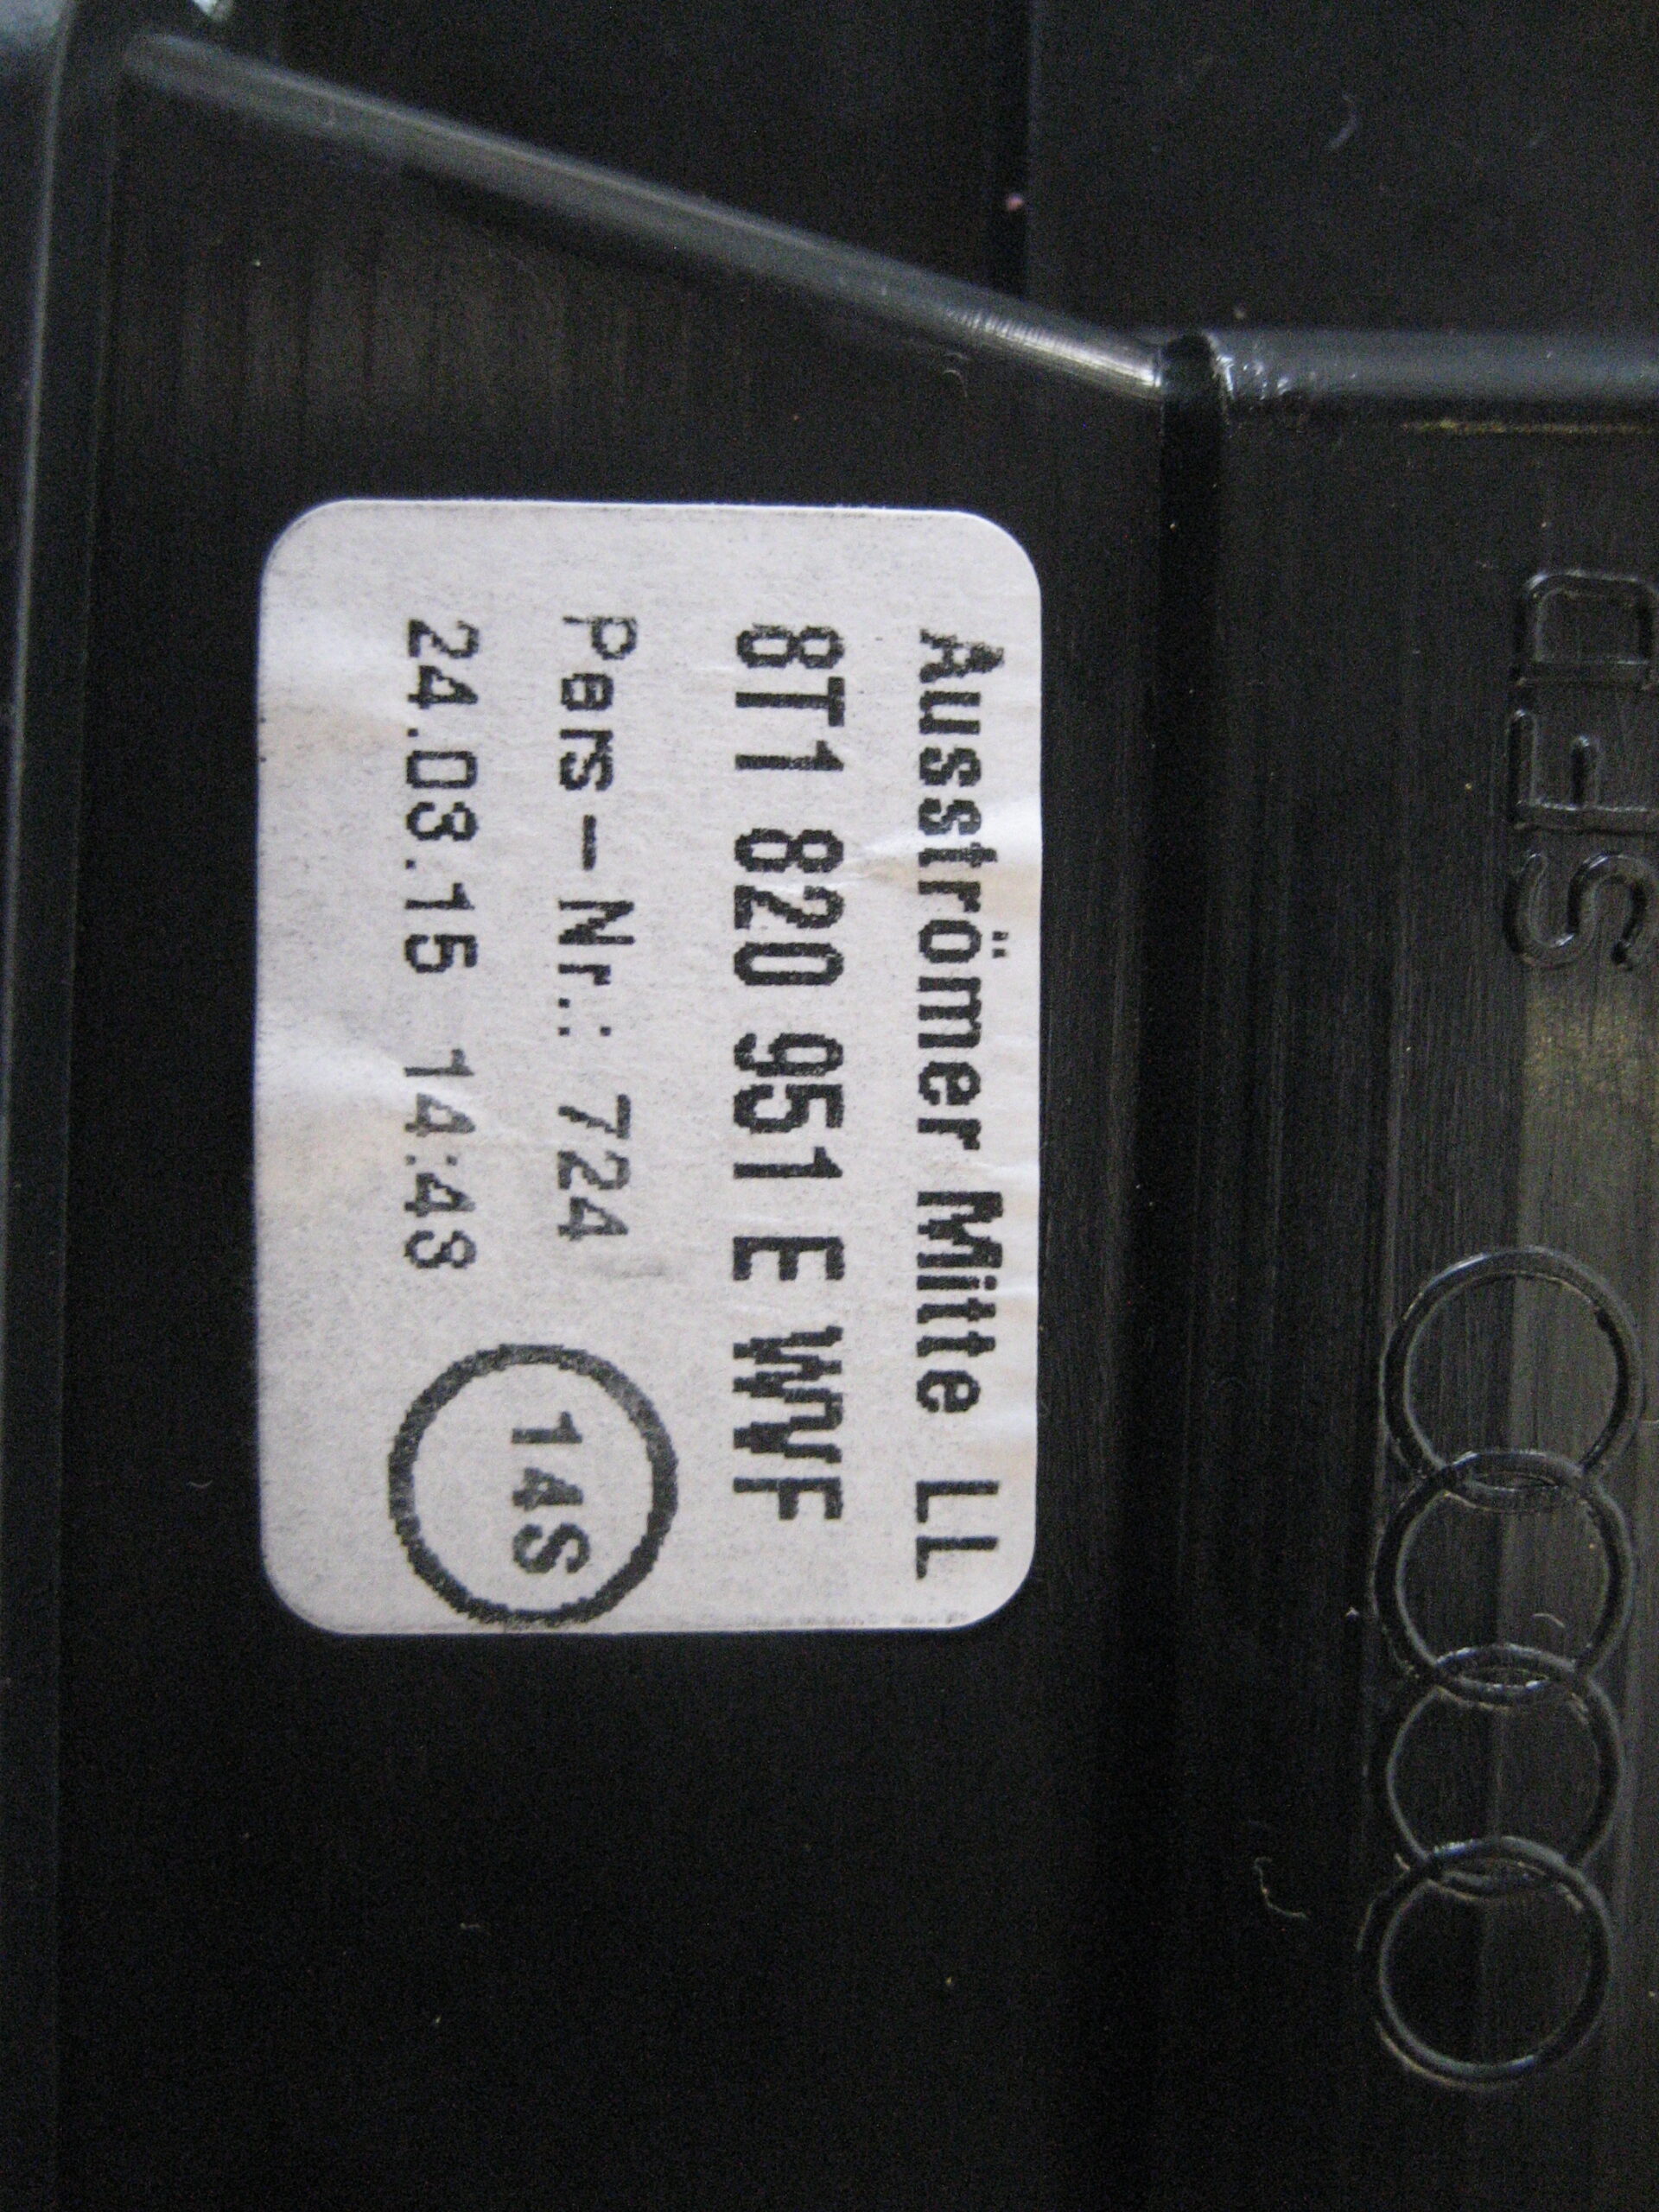 Ausströmer Mitte LL
8T1 820 951 E WVF
Pers-Nr.: 724
24.03.15 14:48
14S